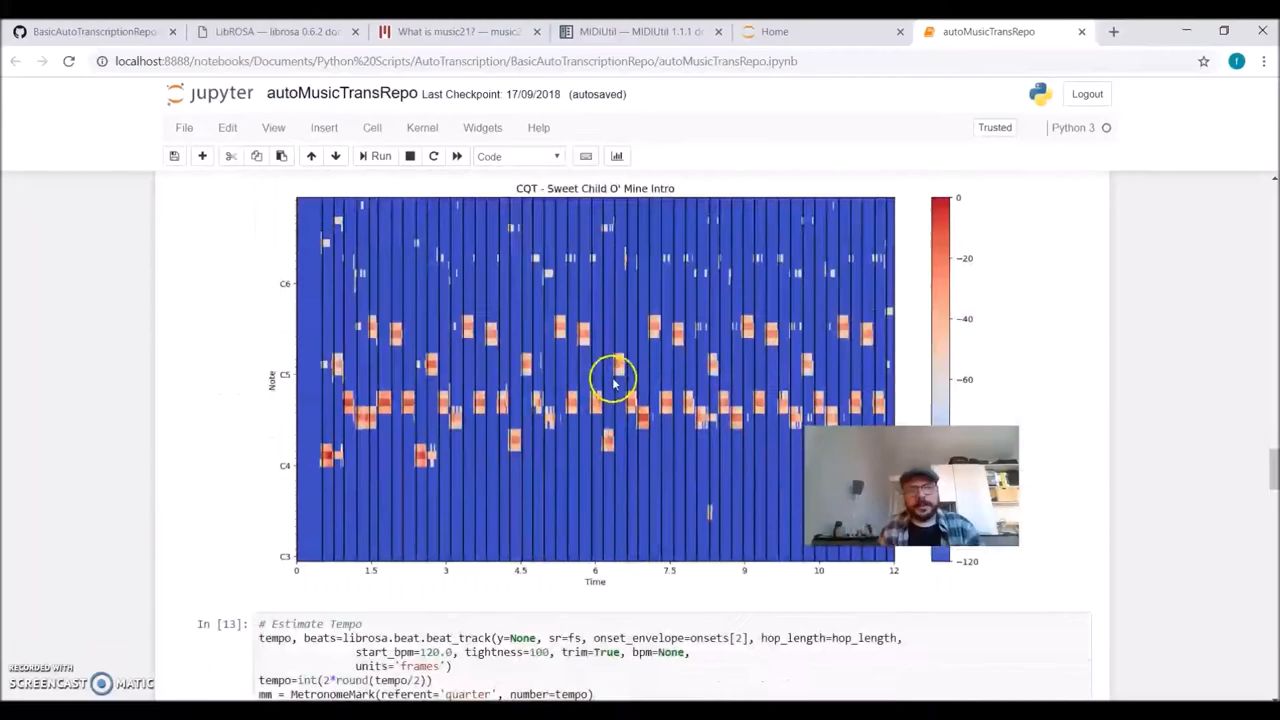 BasicAutoTranscriptionRepo
LibROSA — librosa 0.6.2 do
What is music21? — music2
MIDIUtil — MIDIUtil 1.1.1 d
Home
autoMusicTransRepo
localhost:8888/notebooks/Documents/Python%20Scripts/AutoTranscription/BasicAutoTranscriptionRepo/autoMusicTransRepo.ipynb
f
jupyter autoMusicTransRepo Last Checkpoint: 17/09/2018 (autosaved)
Logout
File Edit View Insert Cell Kernel Widgets Help
Trusted
Python 3
Run
Code
CQT - Sweet Child O' Mine Intro
C6
C5
C4
C3
Note
0 1.5 3 4.5 6 7.5 9 10 12
Time
0
−20
−40
−60
−120
In [13]:
# Estimate Tempo
tempo, beats=librosa.beat.beat_track(y=None, sr=fs, onset_envelope=onsets[2], hop_length=hop_length,
start_bpm=120.0, tightness=100, trim=True, bpm=None,
units='frames')
tempo=int(2*round(tempo/2))
mm = MetronomeMark(referent='quarter', number=tempo)
RECORDED WITH
SCREENCAST MATIC